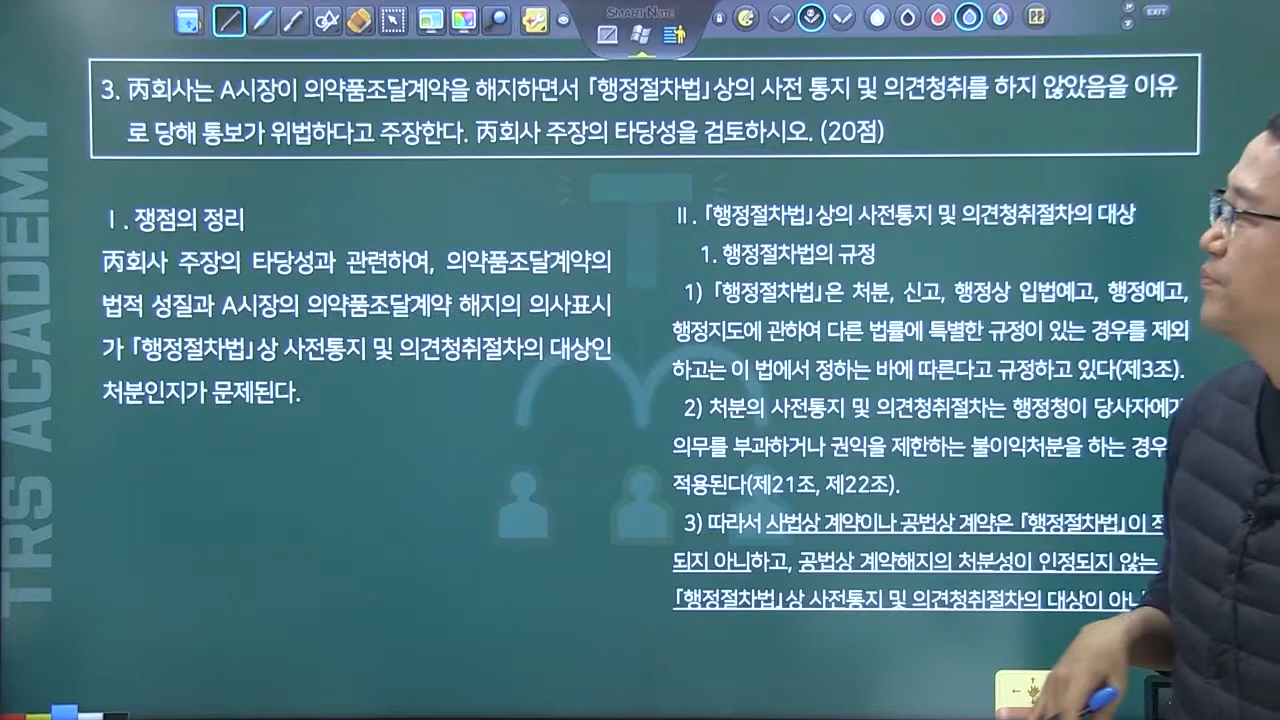 SMART NOTE
EXIT
3. 丙회사는 A시장이 의약품조달계약을 해지하면서 「행정절차법」상의 사전 통지 및 의견청취를 하지 않았음을 이유
로 당해 통보가 위법하다고 주장한다. 丙회사 주장의 타당성을 검토하시오. (20점)
Ⅰ. 쟁점의 정리
丙회사 주장의 타당성과 관련하여, 의약품조달계약의
법적 성질과 A시장의 의약품조달계약 해지의 의사표시
가 「행정절차법」상 사전통지 및 의견청취절차의 대상인
처분인지가 문제된다.
Ⅱ. 「행정절차법」상의 사전통지 및 의견청취절차의 대상
1. 행정절차법의 규정
1) 「행정절차법」은 처분, 신고, 행정상 입법예고, 행정예고,
행정지도에 관하여 다른 법률에 특별한 규정이 있는 경우를 제외
하고는 이 법에서 정하는 바에 따른다고 규정하고 있다(제3조).
2) 처분의 사전통지 및 의견청취절차는 행정청이 당사자에게
의무를 부과하거나 권익을 제한하는 불이익처분을 하는 경우
적용된다(제21조, 제22조).
3) 따라서 사법상 계약이나 공법상 계약은 「행정절차법」이
되지 아니하고, 공법상 계약해지의 처분성이 인정되지 않는
「행정절차법」상 사전통지 및 의견청취절차의 대상이
TRS ACADEMY